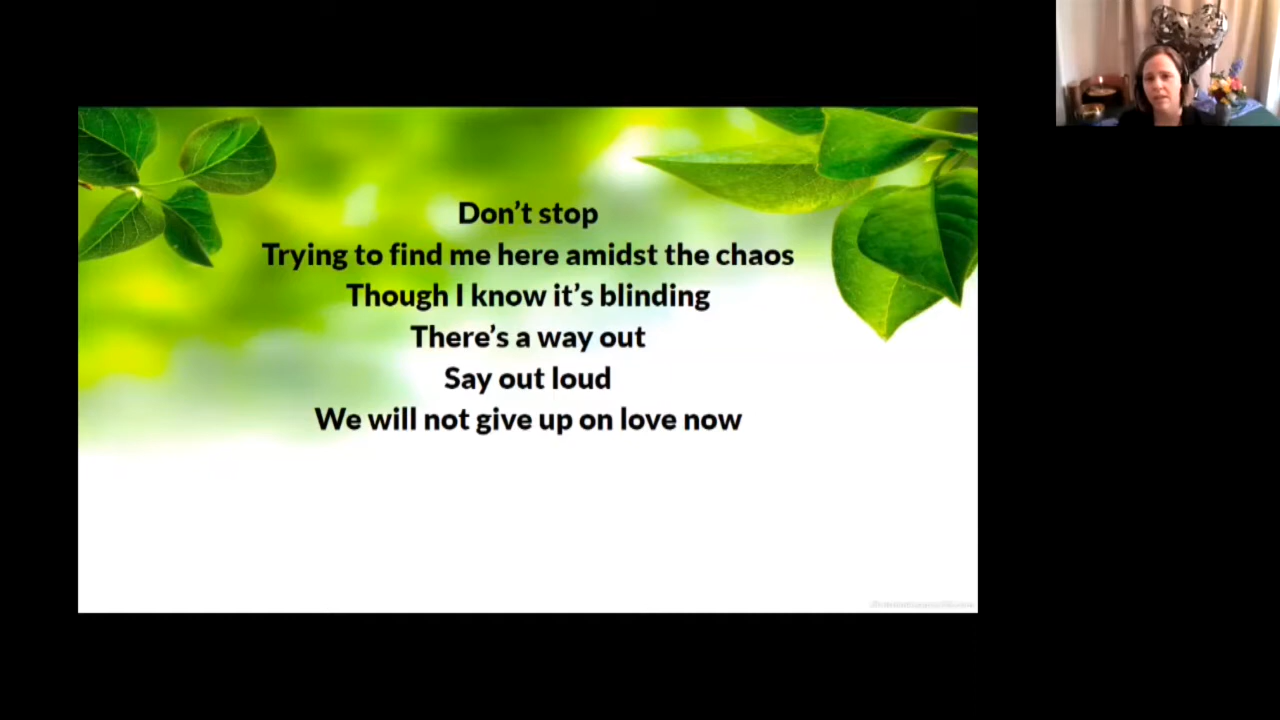 Don’t stop
Trying to find me here amidst the chaos
Though I know it’s blinding
There’s a way out
Say out loud
We will not give up on love now